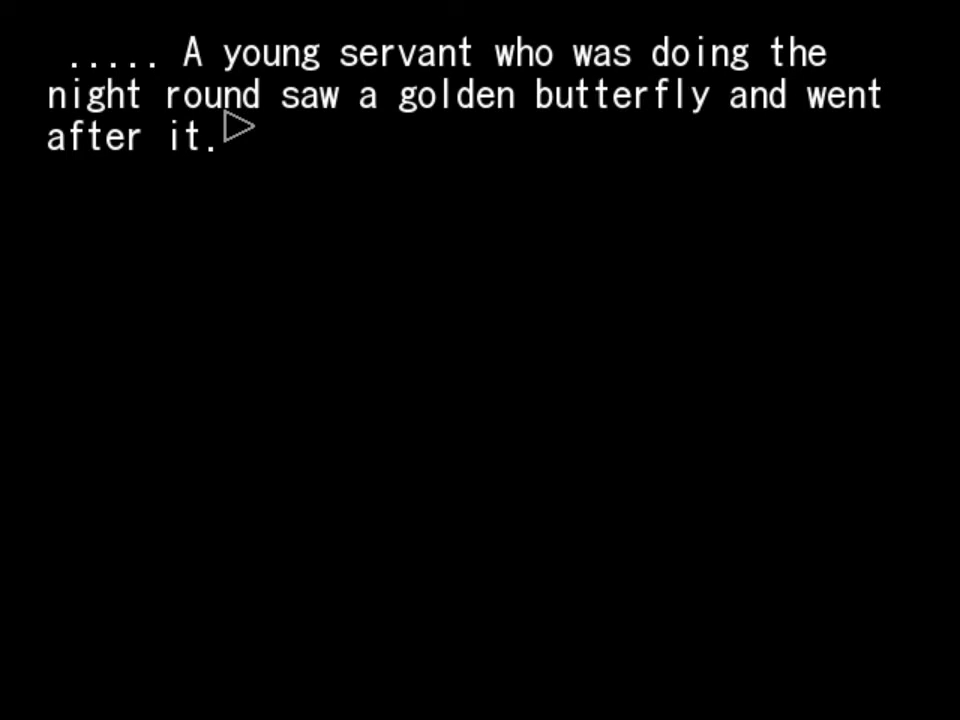 ..... A young servant who was doing the
night round saw a golden butterfly and went
after it.